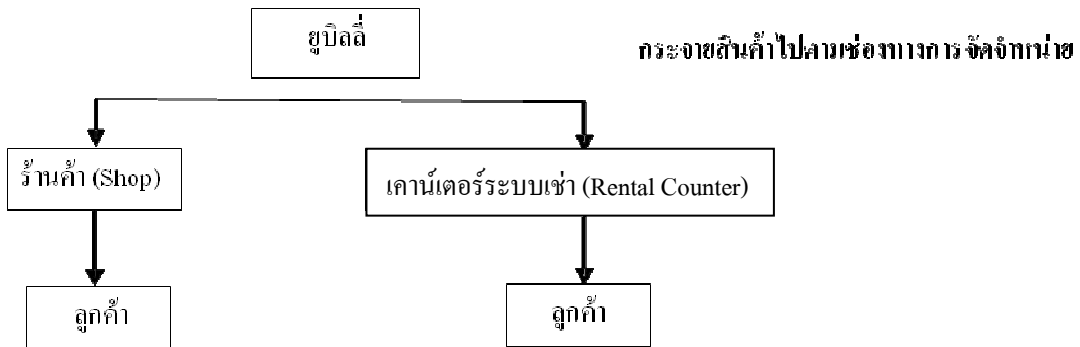 ยูบิลลี่
กระจายสินค้าไปตามช่องทางการจัดจำหน่าย
ร้านค้า (Shop)
เคาน์เตอร์ระบบเช่า (Rental Counter)
ลูกค้า
ลูกค้า